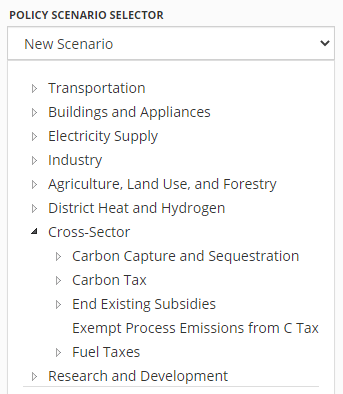 POLICY SCENARIO SELECTOR
New Scenario
Transportation
Buildings and Appliances
Electricity Supply
Industry
Agriculture, Land Use, and Forestry
District Heat and Hydrogen
Cross-Sector
Carbon Capture and Sequestration
Carbon Tax
End Existing Subsidies
Exempt Process Emissions from C Tax
Fuel Taxes
Research and Development